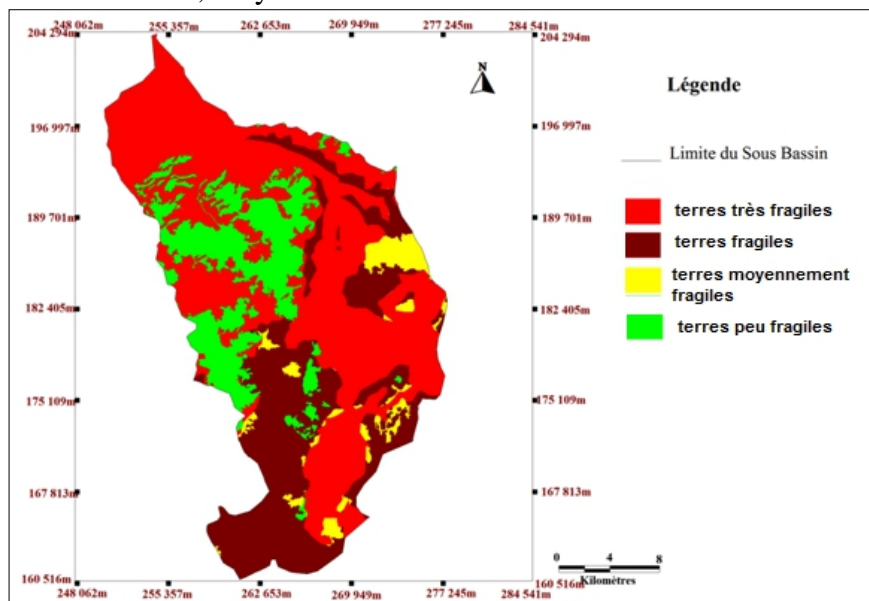 248 062m 255 357m 262 653m 269 949m 277 245m 284 541m
204 294m 204 294m
N
Légende
196 997m 196 997m
Limite du Sous Bassin
189 701m 189 701m
terres très fragiles
terres fragiles
terres moyennement
fragiles
182 405m 182 405m
terres peu fragiles
175 109m 175 109m
167 813m 167 813m
0 4 8
Kilomètres
160 516m 160 516m
248 062m 255 357m 262 653m 269 949m 277 245m 284 541m